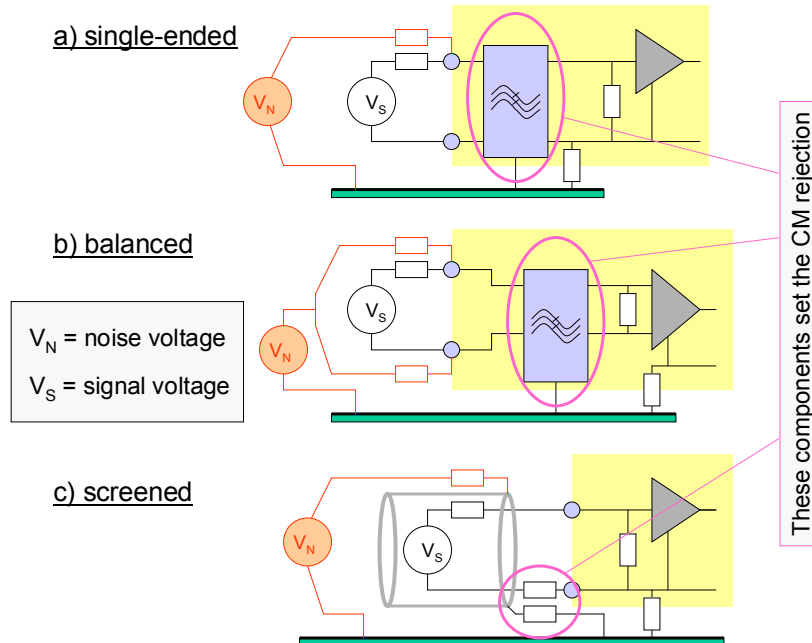 a) single-ended
V_N
V_S
b) balanced
V_N = noise voltage
V_S = signal voltage
V_N
V_S
c) screened
V_N
V_S
These components set the CM rejection